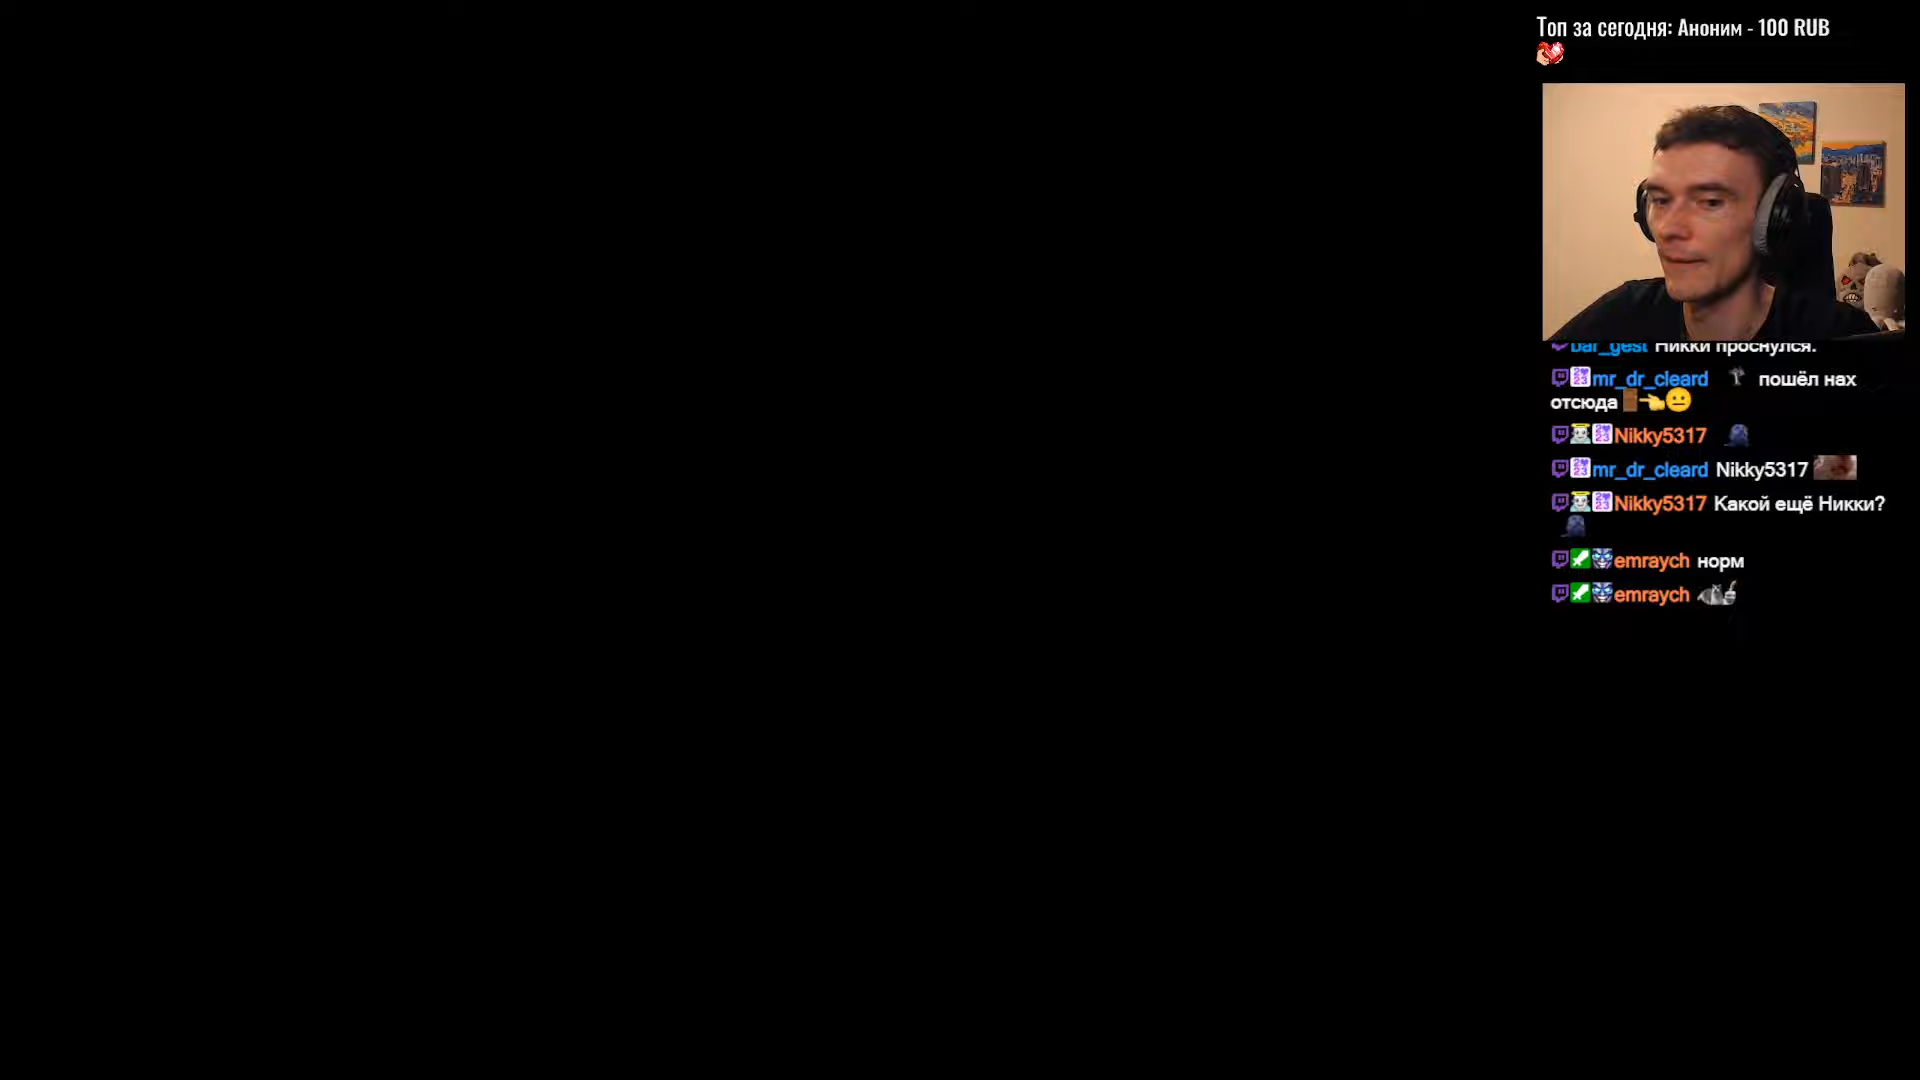 Топ за сегодня: Аноним - 100 RUB
bar_gest Никки проснулся.
mr_dr_cleard пошёл нах
отсюда
Nikky5317
mr_dr_cleard Nikky5317
Nikky5317 Какой ещё Никки?
emraych норм
emraych